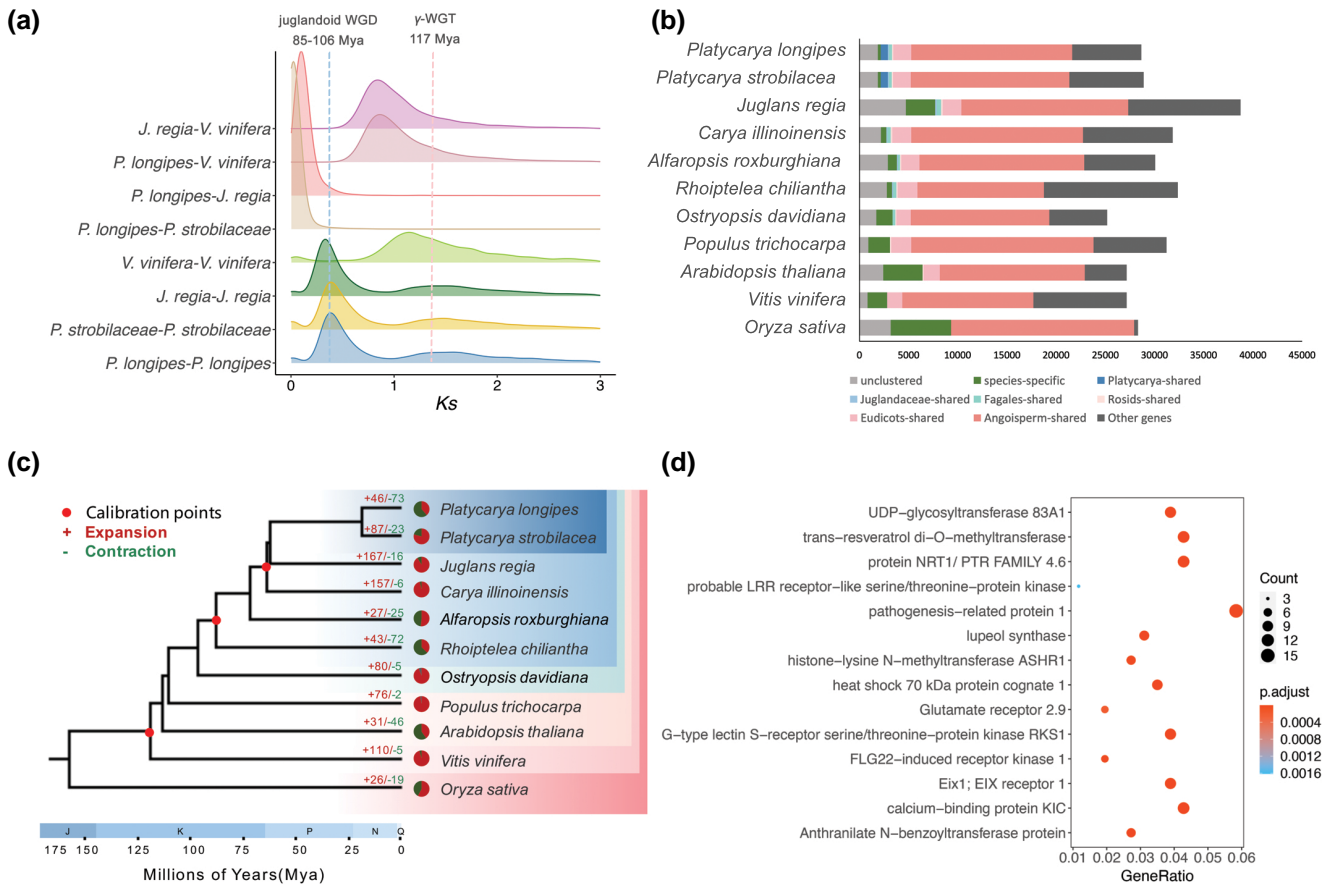 (a)
juglandoid WGD
85-106 Mya
γ-WGT
117 Mya
J. regia-V. vinifera
P. longipes-V. vinifera
P. longipes-J. regia
P. longipes-P. strobilaceae
V. vinifera-V. vinifera
J. regia-J. regia
P. strobilaceae-P. strobilaceae
P. longipes-P. longipes
0 1 2 3
Ks
(b)
Platycarya longipes
Platycarya strobilacea
Juglans regia
Carya illinoinensis
Alfaropsis roxburghiana
Rhoiptelea chiliantha
Ostryopsis davidiana
Populus trichocarpa
Arabidopsis thaliana
Vitis vinifera
Oryza sativa
0 5000 10000 15000 20000 25000 30000 35000 40000 45000
unclustered species-specific Platycarya-shared
Juglandaceae-shared Fagales-shared Rosids-shared
Eudicots-shared Angoisperm-shared Other genes
(c)
Calibration points
+ Expansion
- Contraction
+46/-73 Platycarya longipes
+87/-23 Platycarya strobilacea
+167/-16 Juglans regia
+157/-6 Carya illinoinensis
+27/-25 Alfaropsis roxburghiana
+43/-72 Rhoiptelea chiliantha
+80/-5 Ostryopsis davidiana
+76/-2 Populus trichocarpa
+31/-46 Arabidopsis thaliana
+110/-5 Vitis vinifera
+26/-19 Oryza sativa
J K P N Q
175 150 125 100 75 50 25 0
Millions of Years(Mya)
(d)
UDP−glycosyltransferase 83A1
trans−resveratrol di−O−methyltransferase
protein NRT1/ PTR FAMILY 4.6
probable LRR receptor−like serine/threonine−protein kinase
pathogenesis−related protein 1
lupeol synthase
histone−lysine N−methyltransferase ASHR1
heat shock 70 kDa protein cognate 1
Glutamate receptor 2.9
G−type lectin S−receptor serine/threonine−protein kinase RKS1
FLG22−induced receptor kinase 1
Eix1; EIX receptor 1
calcium−binding protein KIC
Anthranilate N−benzoyltransferase protein
0.01 0.02 0.03 0.04 0.05 0.06
GeneRatio
Count
3
6
9
12
15
p.adjust
0.0004
0.0008
0.0012
0.0016